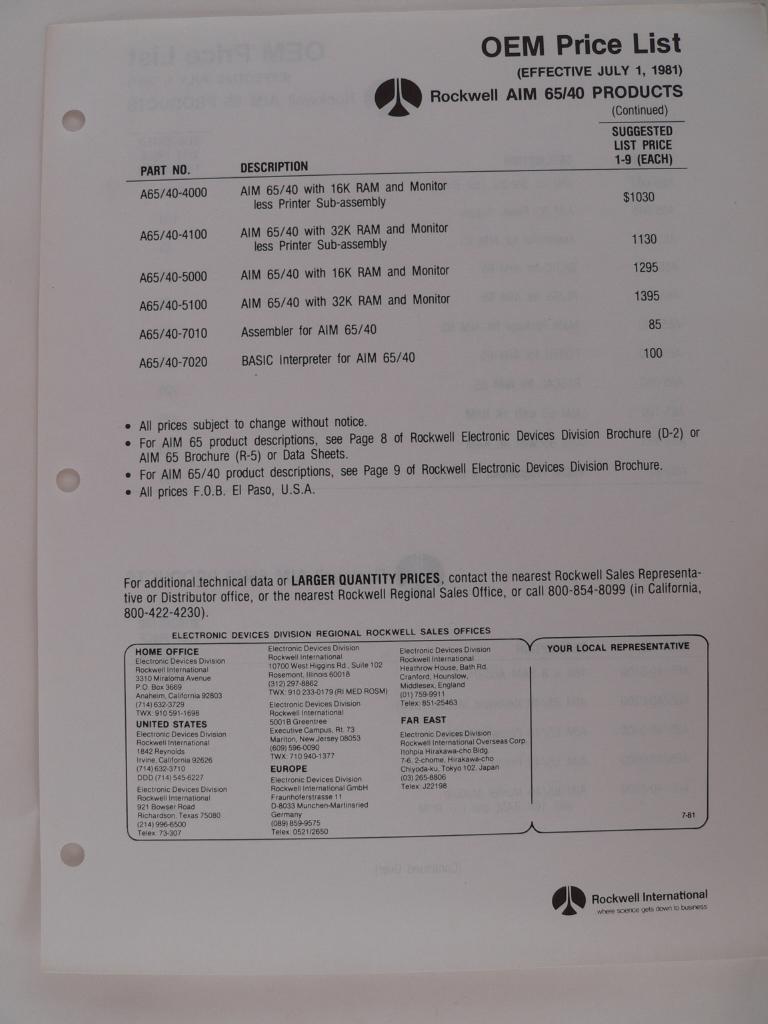 OEM Price List
(EFFECTIVE JULY 1, 1981)
Rockwell AIM 65/40 PRODUCTS
(Continued)
SUGGESTED
LIST PRICE
1-9 (EACH)
PART NO. DESCRIPTION
A65/40-4000 AIM 65/40 with 16K RAM and Monitor
less Printer Sub-assembly $1030
A65/40-4100 AIM 65/40 with 32K RAM and Monitor
less Printer Sub-assembly 1130
A65/40-5000 AIM 65/40 with 16K RAM and Monitor 1295
A65/40-5100 AIM 65/40 with 32K RAM and Monitor 1395
A65/40-7010 Assembler for AIM 65/40 85
A65/40-7020 BASIC Interpreter for AIM 65/40 100
• All prices subject to change without notice.
• For AIM 65 product descriptions, see Page 8 of Rockwell Electronic Devices Division Brochure (D-2) or
AIM 65 Brochure (R-5) or Data Sheets.
• For AIM 65/40 product descriptions, see Page 9 of Rockwell Electronic Devices Division Brochure.
• All prices F.O.B. El Paso, U.S.A.
For additional technical data or LARGER QUANTITY PRICES, contact the nearest Rockwell Sales Representa-
tive or Distributor office, or the nearest Rockwell Regional Sales Office, or call 800-854-8099 (in California,
800-422-4230).
ELECTRONIC DEVICES DIVISION REGIONAL ROCKWELL SALES OFFICES
HOME OFFICE
Electronic Devices Division
Rockwell International
3310 Miraloma Avenue
P.O. Box 3669
Anaheim, California 92803
(714) 632-3729
TWX: 910 591-1698
UNITED STATES
Electronic Devices Division
Rockwell International
1842 Reynolds
Irvine, California 92626
(714) 632-3710
DDD (714) 545-6227
Electronic Devices Division
Rockwell International
921 Bowser Road
Richardson, Texas 75080
(214) 996-6500
Telex: 73-307
Electronic Devices Division
Rockwell International
10700 West Higgins Rd., Suite 102
Rosemont, Illinois 60018
(312) 297-8862
TWX: 910 233-0179 (RI MED ROSM)
Electronic Devices Division
Rockwell International
5001B Greentree
Executive Campus, Rt. 73
Marlton, New Jersey 08053
(609) 596-0090
TWX: 710 940-1377
EUROPE
Electronic Devices Division
Rockwell International GmbH
Fraunhoferstrasse 11
D-8033 Munchen-Martinsried
Germany
(089) 859-9575
Telex: 0521/2650
Electronic Devices Division
Rockwell International
Heathrow House, Bath Rd.
Cranford, Hounslow,
Middlesex, England
(01) 759-9911
Telex: 851-25463
FAR EAST
Electronic Devices Division
Rockwell International Overseas Corp.
Itohpia Hirakawa-cho Bldg.
7-6, 2-chome, Hirakawa-cho
Chiyoda-ku, Tokyo 102, Japan
(03) 265-8806
Telex: J22198
YOUR LOCAL REPRESENTATIVE
7-81
Rockwell International
where science gets down to business